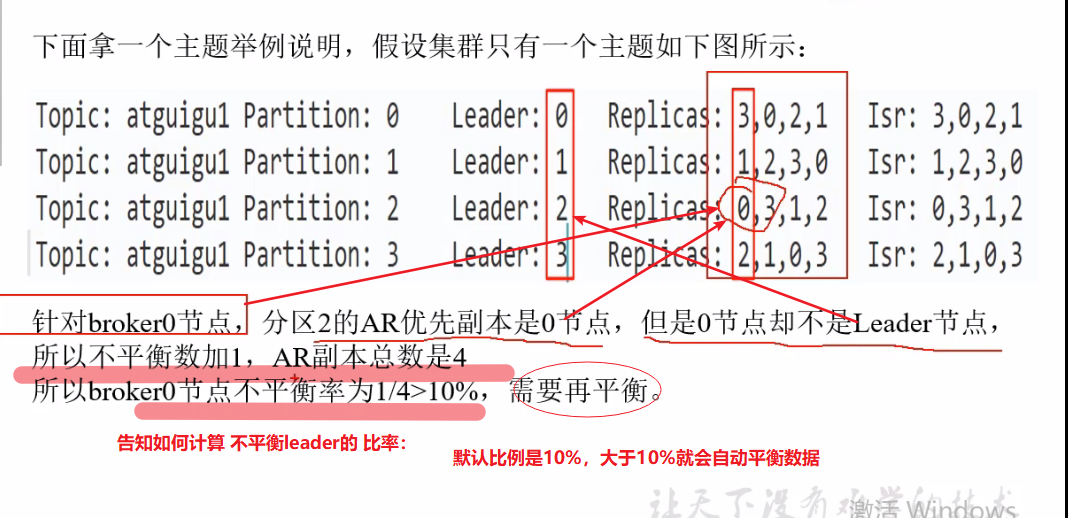 下面拿一个主题举例说明，假设集群只有一个主题如下图所示：
Topic: atguigu1 Partition: 0 Leader: 0 Replicas: 3,0,2,1 Isr: 3,0,2,1
Topic: atguigu1 Partition: 1 Leader: 1 Replicas: 1,2,3,0 Isr: 1,2,3,0
Topic: atguigu1 Partition: 2 Leader: 2 Replicas: 0,3,1,2 Isr: 0,3,1,2
Topic: atguigu1 Partition: 3 Leader: 3 Replicas: 2,1,0,3 Isr: 2,1,0,3
针对broker0节点，分区2的AR优先副本是0节点，但是0节点却不是Leader节点，
所以不平衡数加1，AR副本总数是4
所以broker0节点不平衡率为1/4>10%，需要再平衡。
告知如何计算 不平衡leader的 比率：
默认比例是10%，大于10%就会自动平衡数据
让天下没有难学的技术
激活 Windows